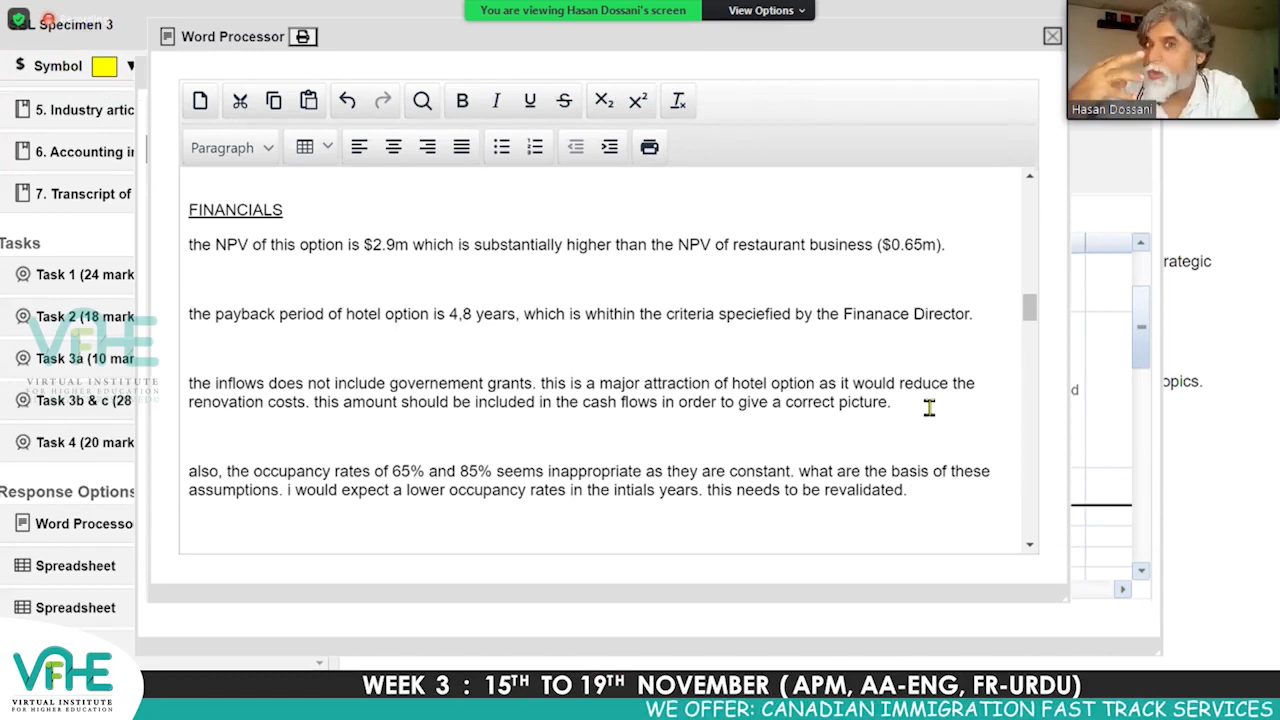 You are viewing Hasan Dossani's screen
View Options
L Specimen 3
Word Processor
Hasan Dossani
Symbol
5. Industry artic
6. Accounting in
7. Transcript of
Tasks
Task 1 (24 mark
Task 2 (18 mark
Task 3a (10 mar
Task 3b & c (28
Task 4 (20 mark
Response Options
Word Processo
Spreadsheet
Spreadsheet
Paragraph
FINANCIALS
the NPV of this option is $2.9m which is substantially higher than the NPV of restaurant business ($0.65m).
the payback period of hotel option is 4,8 years, which is whithin the criteria speciefied by the Finanace Director.
the inflows does not include governement grants. this is a major attraction of hotel option as it would reduce the
renovation costs. this amount should be included in the cash flows in order to give a correct picture.
also, the occupancy rates of 65% and 85% seems inappropriate as they are constant. what are the basis of these
assumptions. i would expect a lower occupancy rates in the intials years. this needs to be revalidated.
rategic
opics.
d
VIFHE
VIRTUAL INSTITUTE
FOR HIGHER EDUCATION
VIFHE
VIRTUAL INSTITUTE
FOR HIGHER EDUCATION
WEEK 3 : 15TH TO 19TH NOVEMBER (APM, AA-ENG, FR-URDU)
WE OFFER: CANADIAN IMMIGRATION FAST TRACK SERVICES